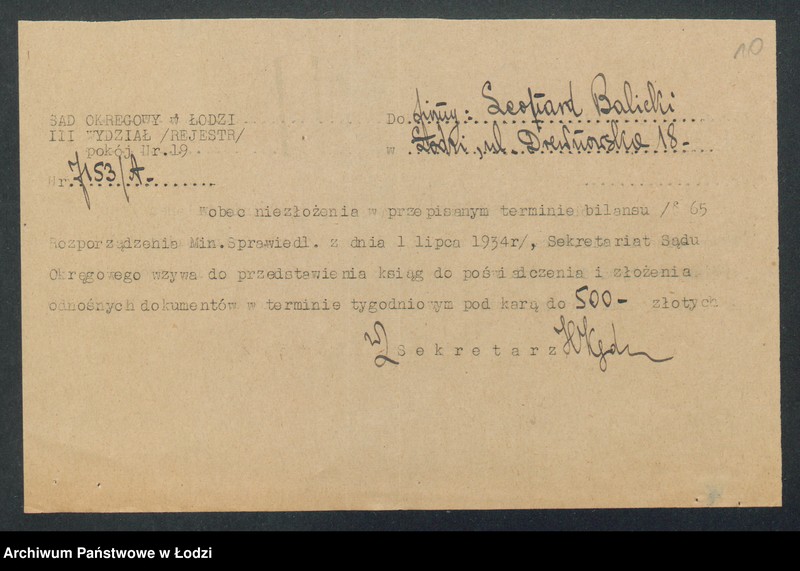 10
SĄD OKRĘGOWY w ŁODZI
III WYDZIAŁ /REJESTR/
pokój Nr.19
Nr. 7153/A.-
Do firmy: Leopard Balicki
w Łodzi, ul. Drewnowska 18.-
Wobec niezłożenia w przepisanym terminie bilansu /§ 65
Rozporządzenia Min.Sprawiedl. z dnia 1 lipca 1934r/, Sekretariat Sądu
Okręgowego wzywa do przedstawienia ksiąg do poświadczenia i złożenia
odnośnych dokumentów w terminie tygodniowym pod karą do 500- złotych
Sekretarz
Archiwum Państwowe w Łodzi